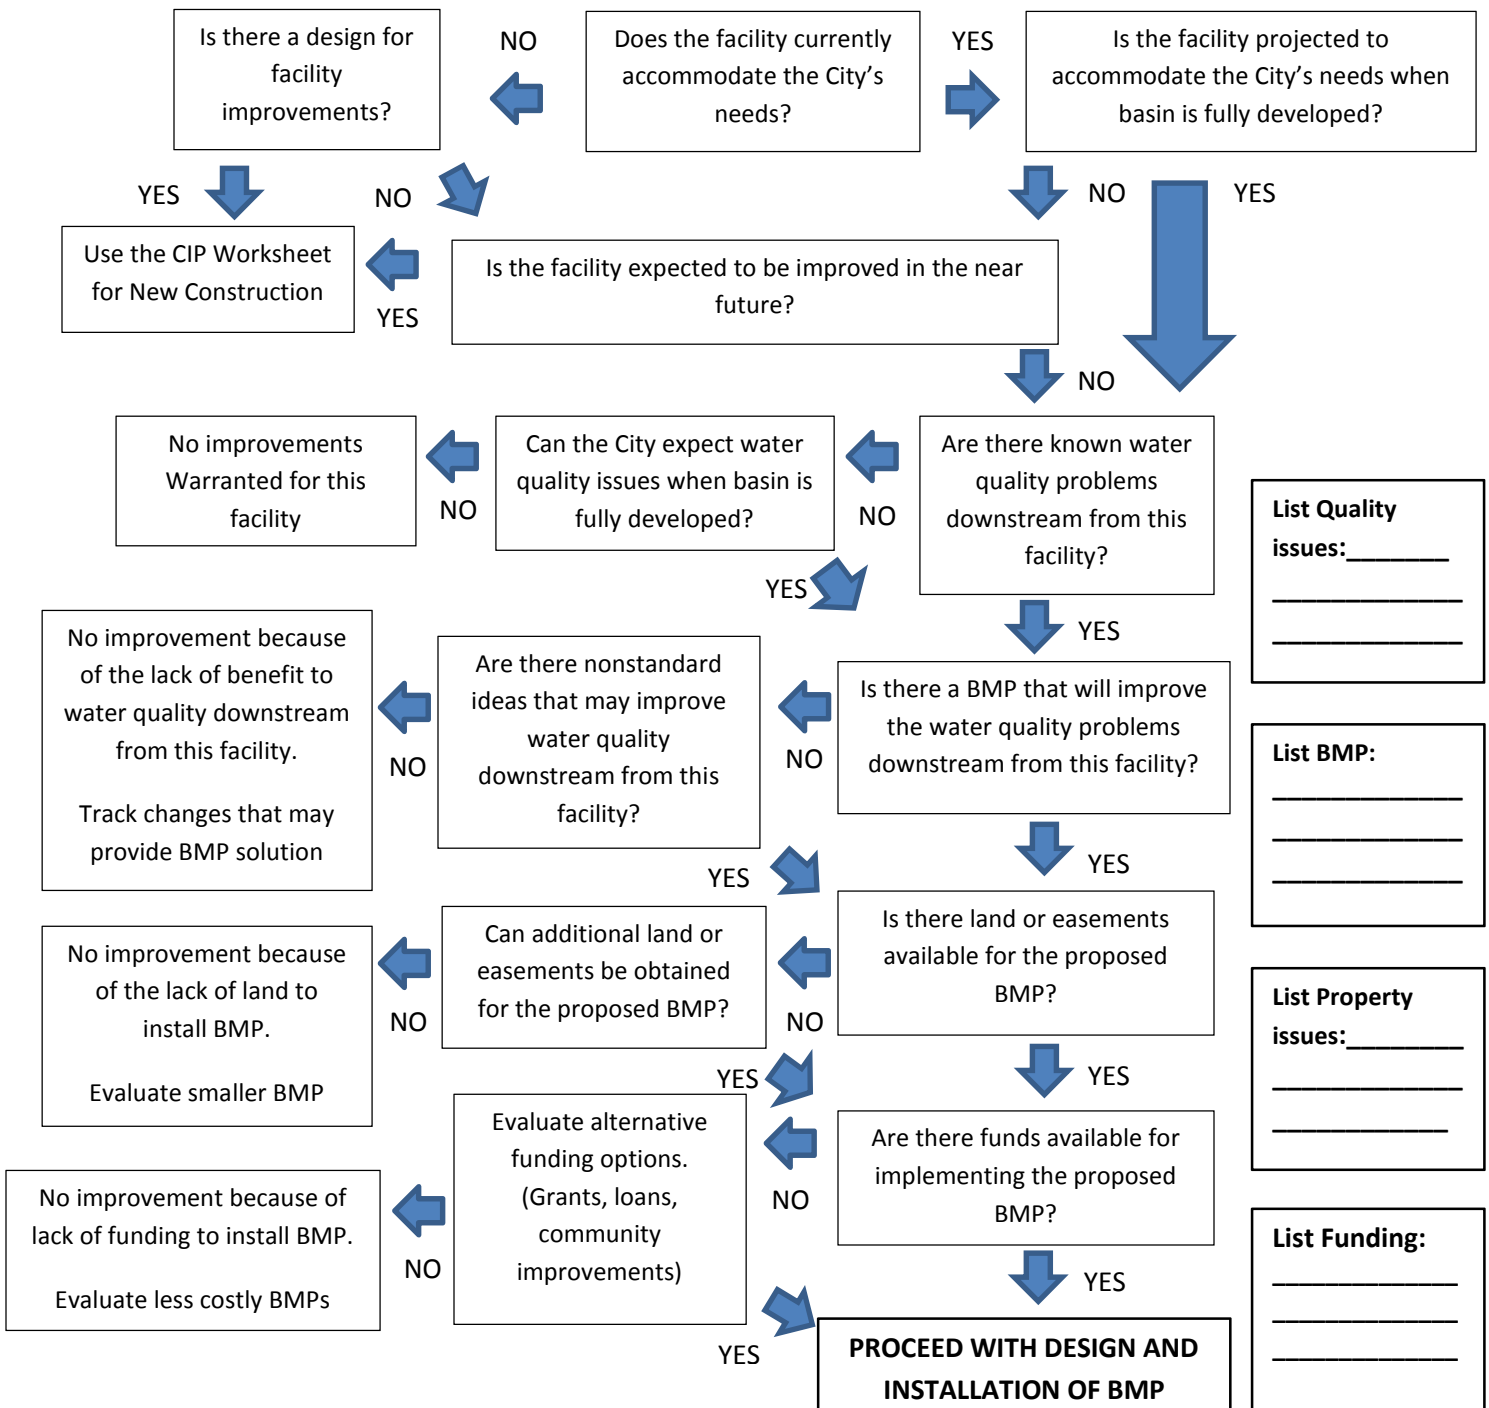 Is there a design for
facility
improvements?
NO
Does the facility currently
accommodate the City’s
needs?
YES
Is the facility projected to
accommodate the City’s needs when
basin is fully developed?
YES
NO
NO
YES
Use the CIP Worksheet
for New Construction
YES
Is the facility expected to be improved in the near
future?
NO
No improvements
Warranted for this
facility
NO
Can the City expect water
quality issues when basin is
fully developed?
NO
Are there known water
quality problems
downstream from this
facility?
List Quality
issues:_______
_____________
_____________
YES
YES
No improvement because
of the lack of benefit to
water quality downstream
from this facility.
Track changes that may
provide BMP solution
NO
Are there nonstandard
ideas that may improve
water quality
downstream from this
facility?
NO
Is there a BMP that will improve
the water quality problems
downstream from this facility?
List BMP:
_____________
_____________
_____________
YES
YES
No improvement because
of the lack of land to
install BMP.
Evaluate smaller BMP
NO
Can additional land or
easements be obtained
for the proposed BMP?
NO
Is there land or easements
available for the proposed
BMP?
List Property
issues:________
_____________
____________
YES
YES
No improvement because of
lack of funding to install BMP.
Evaluate less costly BMPs
NO
Evaluate alternative
funding options.
(Grants, loans,
community
improvements)
NO
Are there funds available for
implementing the proposed
BMP?
List Funding:
______________
______________
______________
YES
YES
PROCEED WITH DESIGN AND
INSTALLATION OF BMP